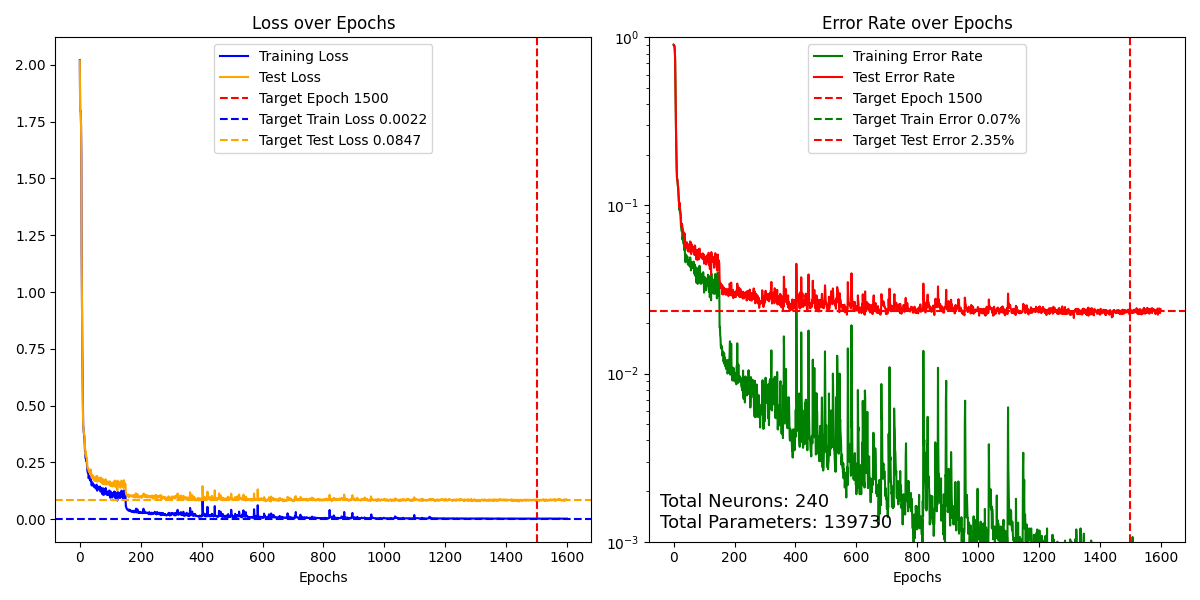 Loss over Epochs
Training Loss
Test Loss
Target Epoch 1500
Target Train Loss 0.0022
Target Test Loss 0.0847
2.00
1.75
1.50
1.25
1.00
0.75
0.50
0.25
0.00
0 200 400 600 800 1000 1200 1400 1600
Epochs
Error Rate over Epochs
Training Error Rate
Test Error Rate
Target Epoch 1500
Target Train Error 0.07%
Target Test Error 2.35%
10⁰
10⁻¹
10⁻²
10⁻³
Total Neurons: 240
Total Parameters: 139730
0 200 400 600 800 1000 1200 1400 1600
Epochs